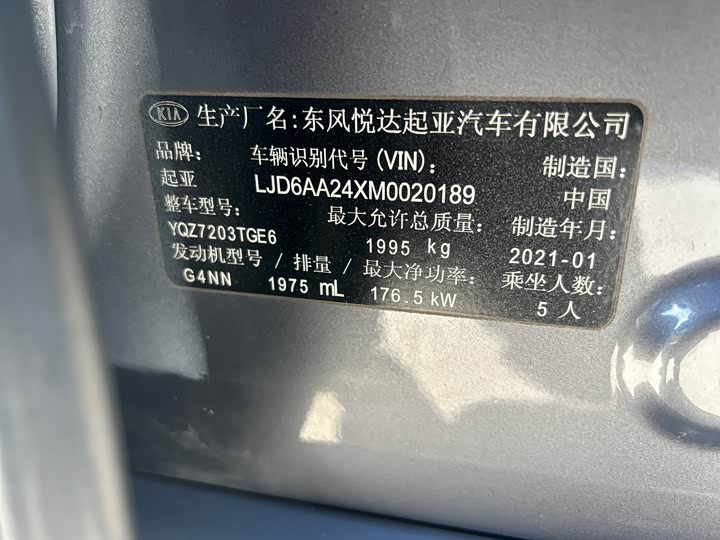 KIA 生产厂名:东风悦达起亚汽车有限公司
品牌: 车辆识别代号(VIN): 制造国:
起亚 LJD6AA24XM0020189 中国
整车型号: 最大允许总质量: 制造年月:
YQZ7203TGE6 1995 kg 2021-01
发动机型号 / 排量 / 最大净功率: 乘坐人数:
G4NN 1975 mL 176.5 kW 5 人